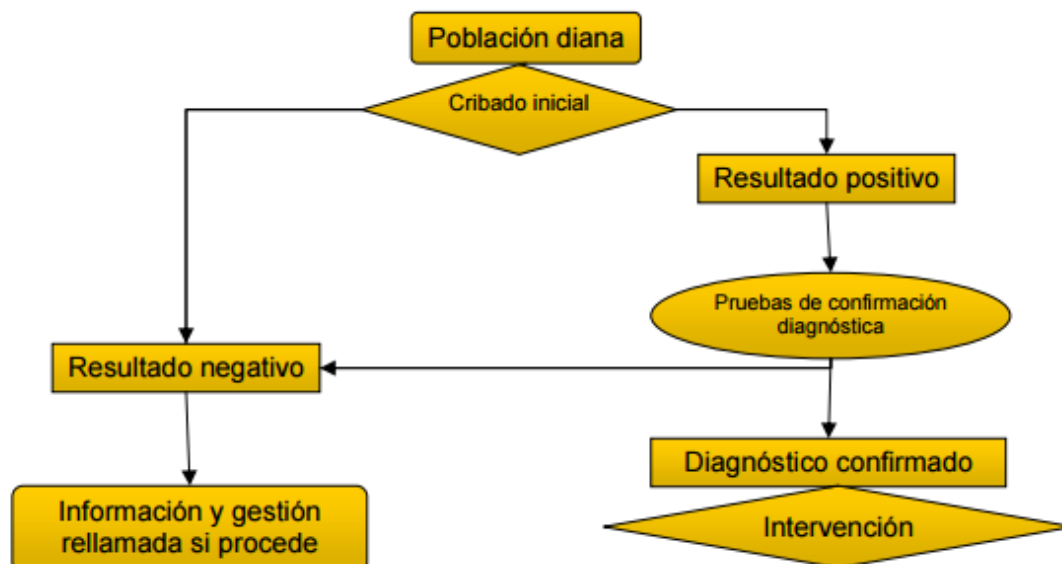 Población diana
Cribado inicial
Resultado positivo
Pruebas de confirmación
diagnóstica
Resultado negativo
Diagnóstico confirmado
Información y gestión
rellamada si procede
Intervención